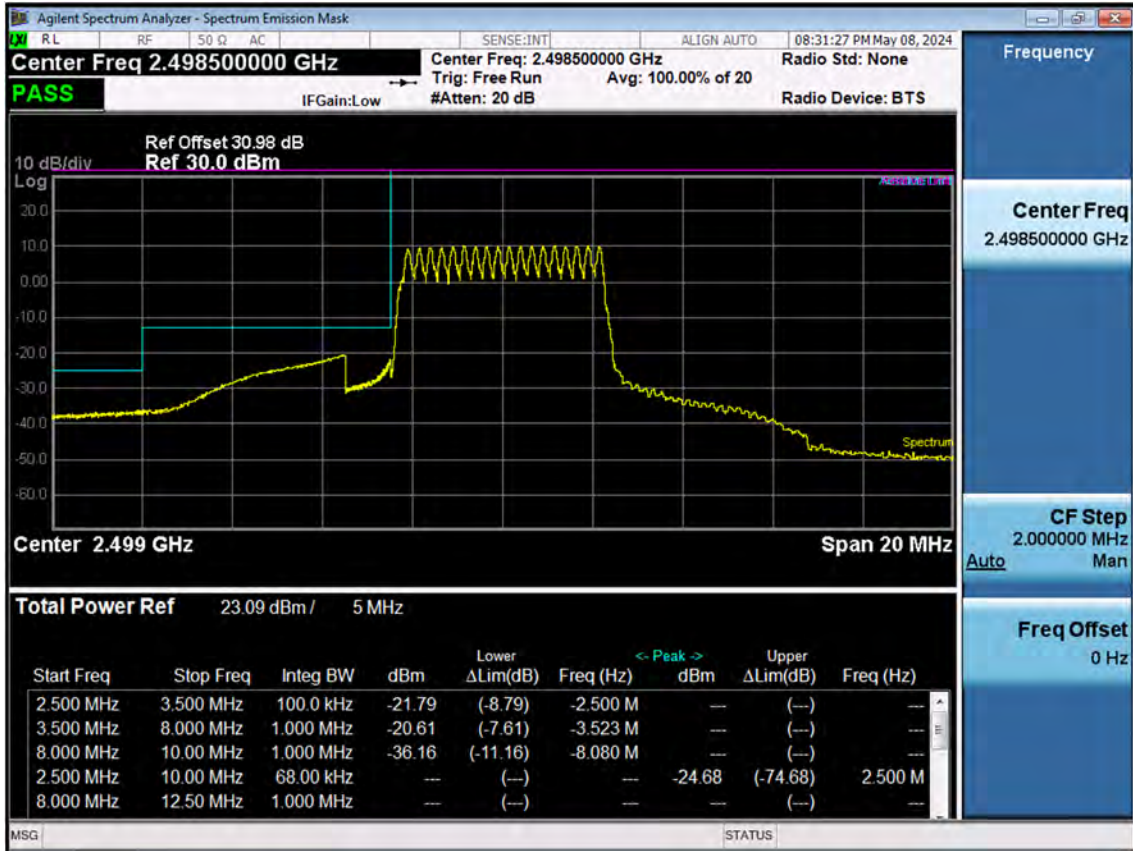 Agilent Spectrum Analyzer - Spectrum Emission Mask
LXI RL RF 50 Ω AC SENSE:INT ALIGN AUTO 08:31:27 PM May 08, 2024
Center Freq 2.498500000 GHz
Center Freq: 2.498500000 GHz
Radio Std: None
Trig: Free Run Avg: 100.00% of 20
PASS
IFGain:Low
#Atten: 20 dB
Radio Device: BTS
Ref Offset 30.98 dB
10 dB/div Ref 30.0 dBm
Log
Absolute Limit
20.0
10.0
0.00
-10.0
-20.0
-30.0
-40.0
Spectrum
-50.0
-60.0
Center 2.499 GHz Span 20 MHz
Total Power Ref 23.09 dBm / 5 MHz
Lower <- Peak -> Upper
Start Freq Stop Freq Integ BW dBm ΔLim(dB) Freq (Hz) dBm ΔLim(dB) Freq (Hz)
2.500 MHz 3.500 MHz 100.0 kHz -21.79 (-8.79) -2.500 M --- (---) ---
3.500 MHz 8.000 MHz 1.000 MHz -20.61 (-7.61) -3.523 M --- (---) ---
8.000 MHz 10.00 MHz 1.000 MHz -36.16 (-11.16) -8.080 M --- (---) ---
2.500 MHz 10.00 MHz 68.00 kHz --- (---) --- -24.68 (-74.68) 2.500 M
8.000 MHz 12.50 MHz 1.000 MHz --- (---) --- --- (---) ---
MSG STATUS
Frequency
Center Freq
2.498500000 GHz
CF Step
2.000000 MHz
Auto Man
Freq Offset
0 Hz